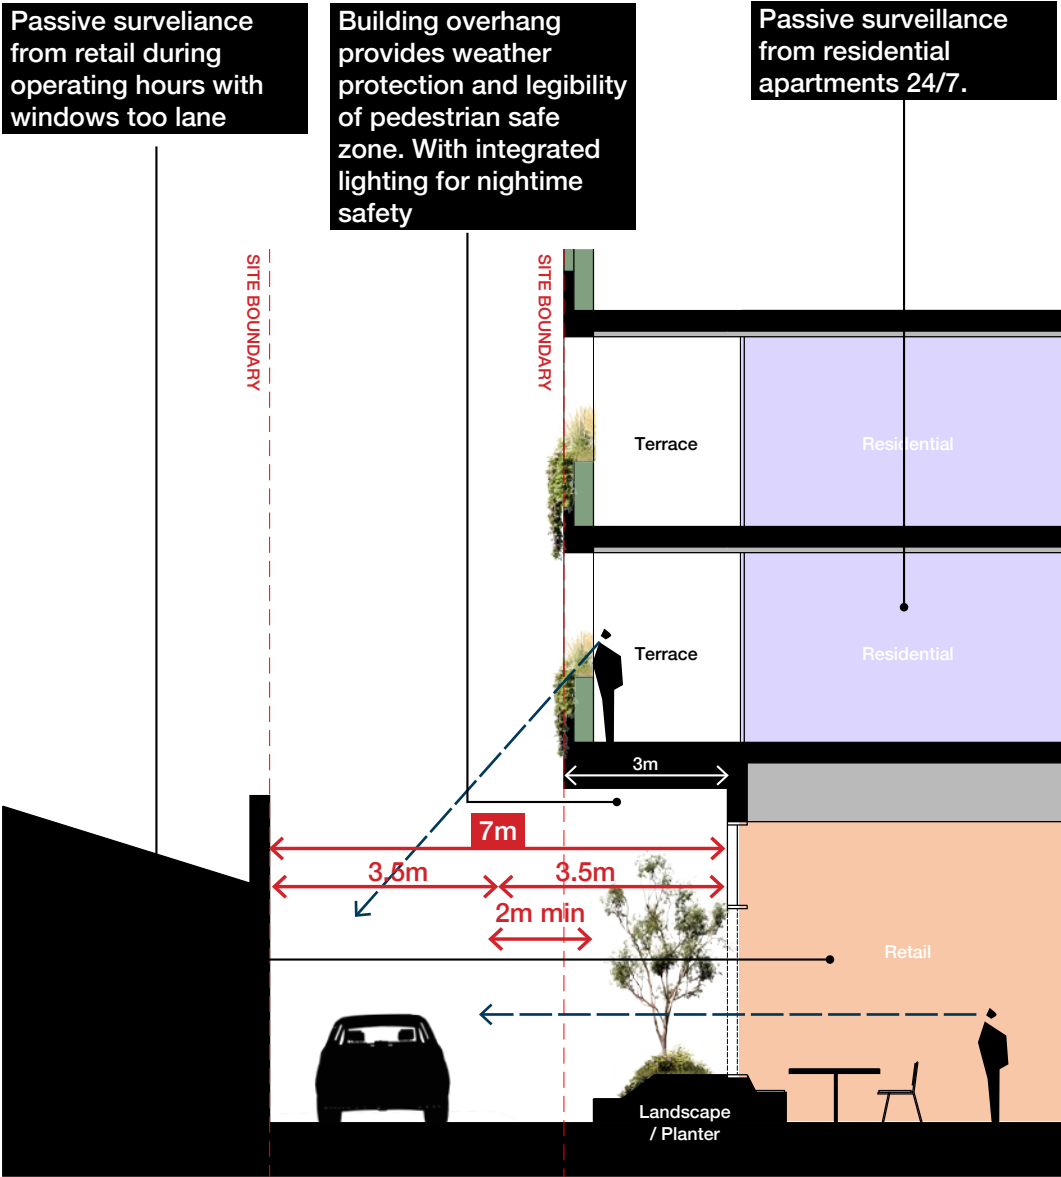 Passive surveliance
from retail during
operating hours with
windows too lane
Building overhang
provides weather
protection and legibility
of pedestrian safe
zone. With integrated
lighting for nightime
safety
Passive surveillance
from residential
apartments 24/7.
SITE BOUNDARY
SITE BOUNDARY
Terrace
Residential
Terrace
Residential
3m
7m
3.5m
3.5m
2m min
Retail
Landscape
/ Planter